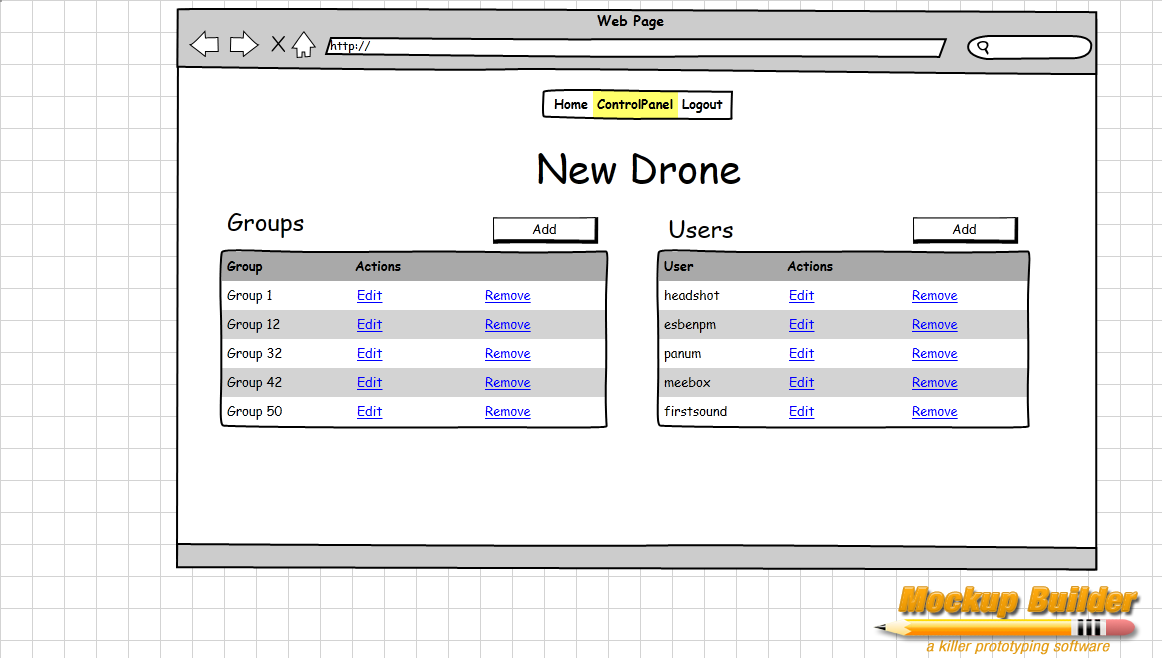 Web Page
http://
Home ControlPanel Logout
New Drone
Groups
Add
Group Actions
Group 1 Edit Remove
Group 12 Edit Remove
Group 32 Edit Remove
Group 42 Edit Remove
Group 50 Edit Remove
Users
Add
User Actions
headshot Edit Remove
esbenpm Edit Remove
panum Edit Remove
meebox Edit Remove
firstsound Edit Remove
Mockup Builder
a killer prototyping software